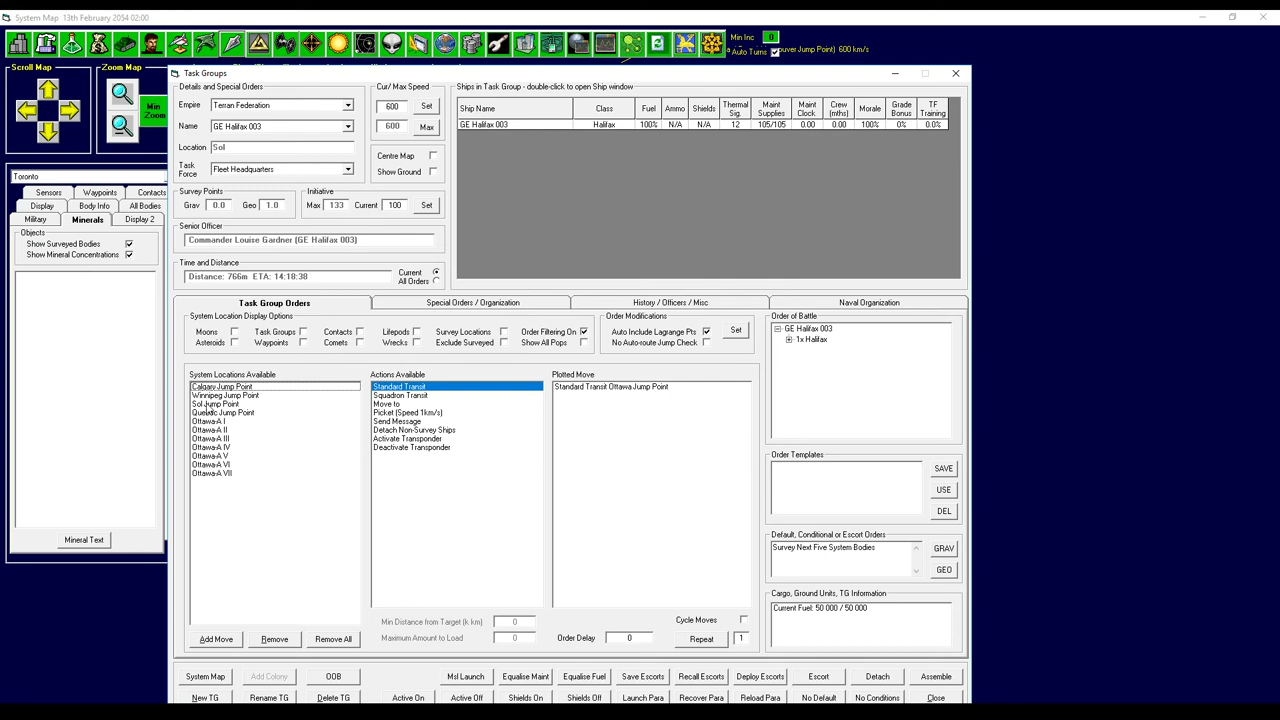 System Map 13th February 2054 02:00
Min Inc 0
Auto Turns
uver Jump Point) 600 km/s
Scroll Map
Zoom Map
Min Zoom
Toronto
Sensors Waypoints Contacts
Display Body Info All Bodies
Military Minerals Display 2
Objects
Show Surveyed Bodies
Show Mineral Concentrations
Mineral Text
Task Groups
Details and Special Orders
Empire Terran Federation
Name GE Halifax 003
Location Sol
Task Force Fleet Headquarters
Cur/ Max Speed
600 Set
600 Max
Centre Map
Show Ground
Survey Points
Grav 0.0 Geo 1.0
Initiative
Max 133 Current 100 Set
Senior Officer
Commander Louise Gardner (GE Halifax 003)
Time and Distance
Distance: 766m ETA: 14:18:38
Current
All Orders
Ships in Task Group - double-click to open Ship window
Ship Name Class Fuel Ammo Shields Thermal Sig. Maint Supplies Maint Clock Crew (mths) Morale Grade Bonus TF Training
GE Halifax 003 Halifax 100% N/A N/A 12 105/105 0.00 0.00 100% 0% 0.0%
Task Group Orders
Special Orders / Organization
History / Officers / Misc
Naval Organization
System Location Display Options
Moons Task Groups Contacts Lifepods Survey Locations Order Filtering On
Asteroids Waypoints Comets Wrecks Exclude Surveyed Show All Pops
Order Modifications
Auto Include Lagrange Pts Set
No Auto-route Jump Check
System Locations Available
Calgary Jump Point
Winnipeg Jump Point
Sol Jump Point
Quebec Jump Point
Ottawa-A I
Ottawa-A II
Ottawa-A III
Ottawa-A IV
Ottawa-A V
Ottawa-A VI
Ottawa-A VII
Actions Available
Standard Transit
Squadron Transit
Move to
Picket (Speed 1km/s)
Send Message
Detach Non-Survey Ships
Activate Transponder
Deactivate Transponder
Plotted Move
Standard Transit Ottawa Jump Point
Order of Battle
GE Halifax 003
1x Halifax
Order Templates
SAVE
USE
DEL
Default, Conditional or Escort Orders
Survey Next Five System Bodies
GRAV
GEO
Cargo, Ground Units, TG Information
Current Fuel: 50 000 / 50 000
Min Distance from Target (k km) 0
Maximum Amount to Load 0
Cycle Moves
Order Delay 0
Repeat 1
Add Move Remove Remove All
System Map Add Colony OOB Msl Launch Equalise Maint Equalise Fuel Save Escorts Recall Escorts Deploy Escorts Escort Detach Assemble
New TG Rename TG Delete TG Active On Active Off Shields On Shields Off Launch Para Recover Para Reload Para No Default No Conditions Close